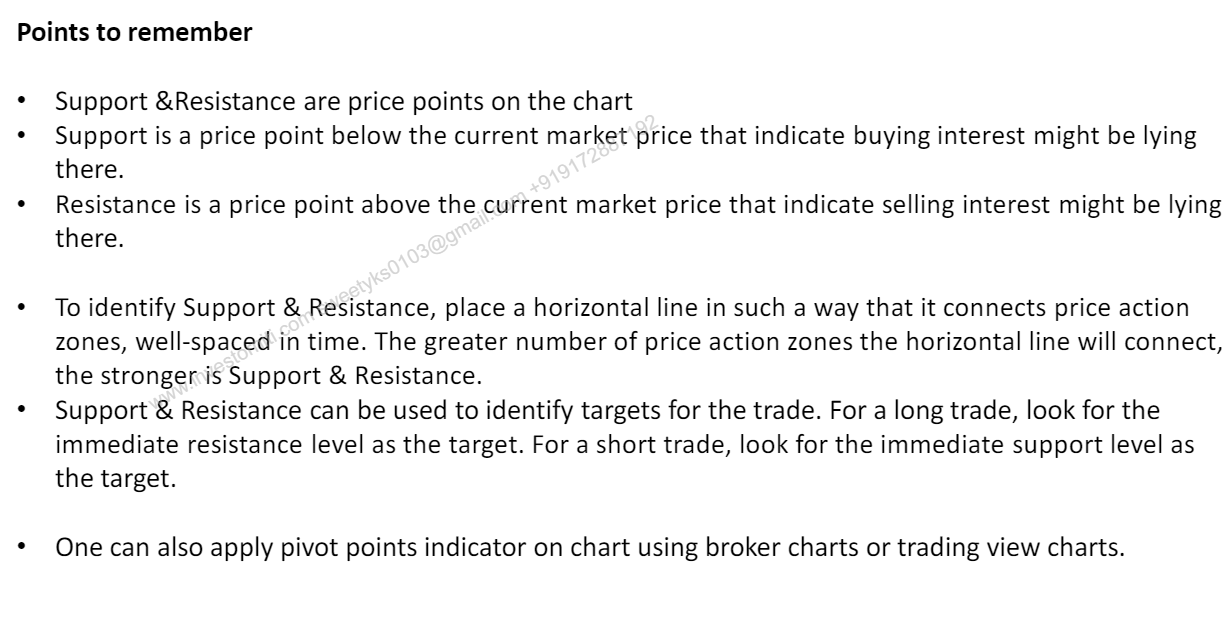 Points to remember
• Support &Resistance are price points on the chart
• Support is a price point below the current market price that indicate buying interest might be lying
there.
• Resistance is a price point above the current market price that indicate selling interest might be lying
there.
• To identify Support & Resistance, place a horizontal line in such a way that it connects price action
zones, well-spaced in time. The greater number of price action zones the horizontal line will connect,
the stronger is Support & Resistance.
• Support & Resistance can be used to identify targets for the trade. For a long trade, look for the
immediate resistance level as the target. For a short trade, look for the immediate support level as
the target.
• One can also apply pivot points indicator on chart using broker charts or trading view charts.